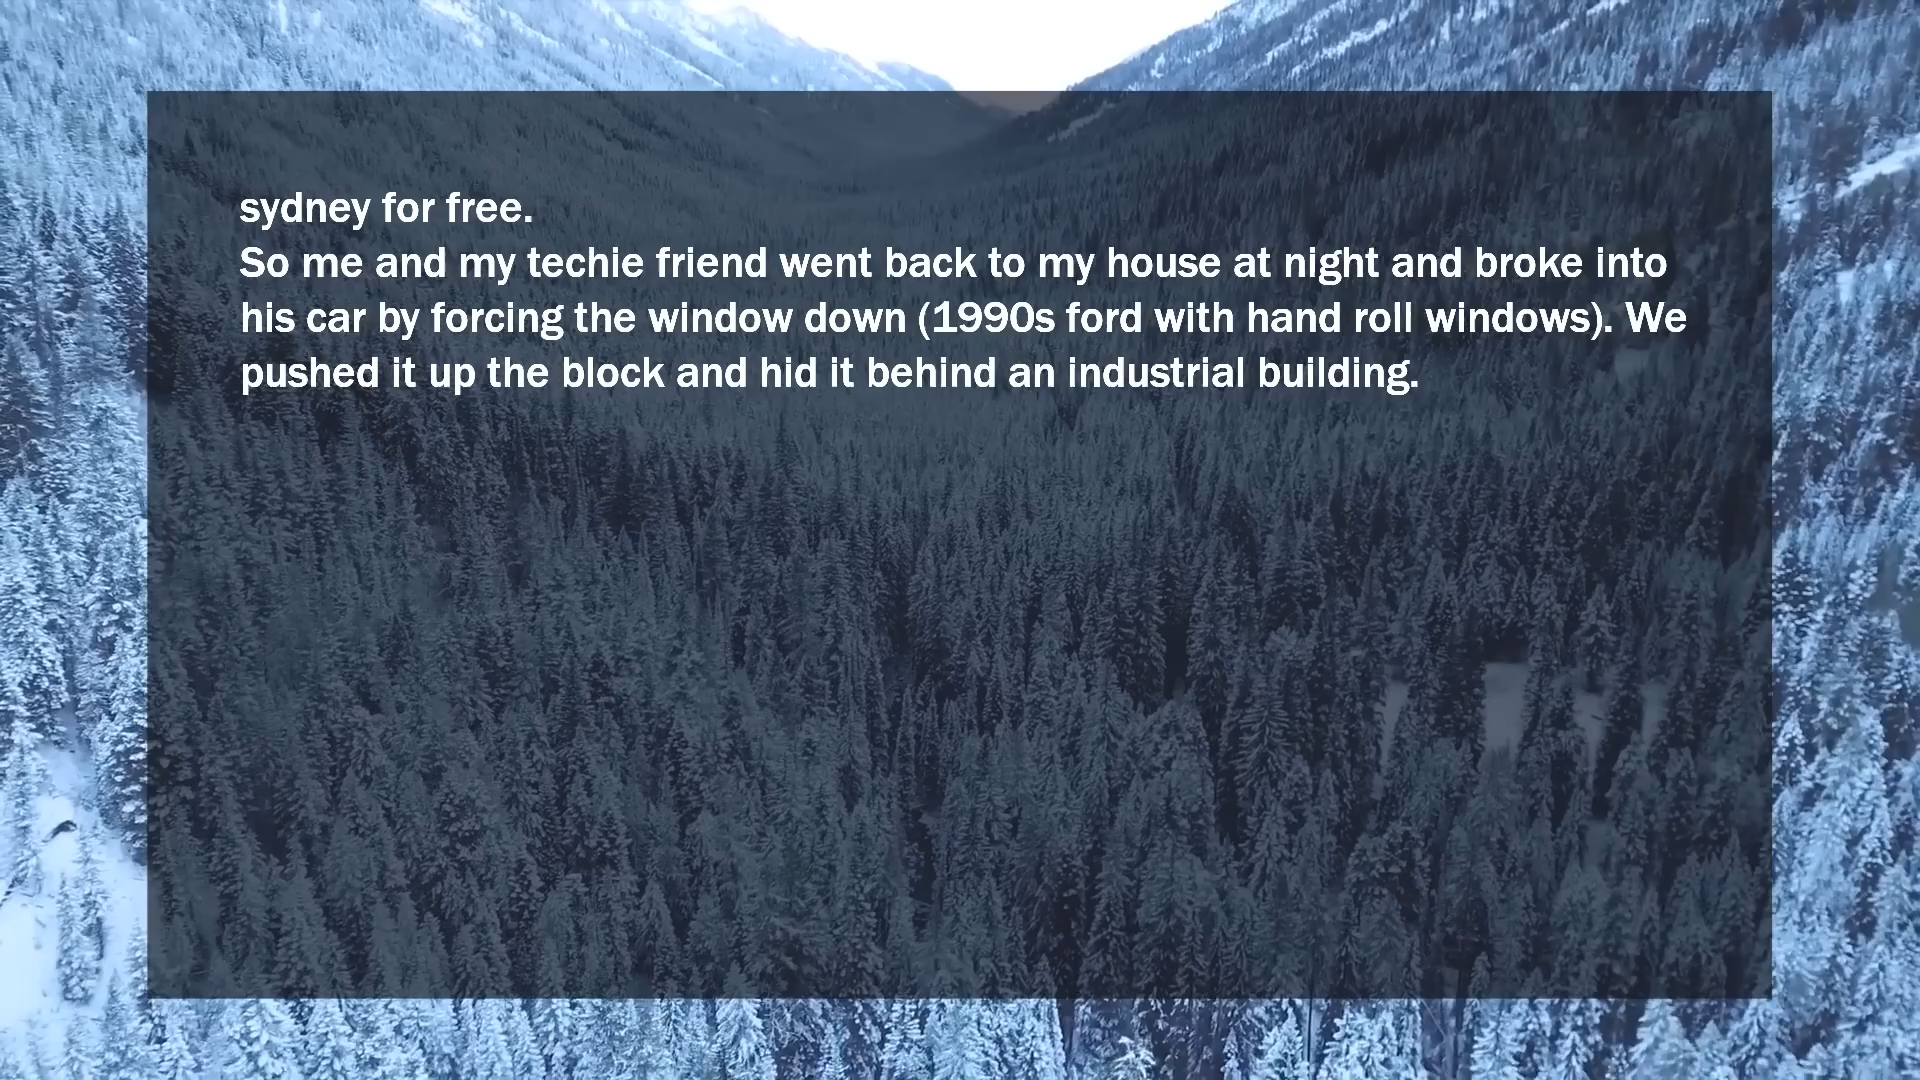 sydney for free.
So me and my techie friend went back to my house at night and broke into
his car by forcing the window down (1990s ford with hand roll windows). We
pushed it up the block and hid it behind an industrial building.